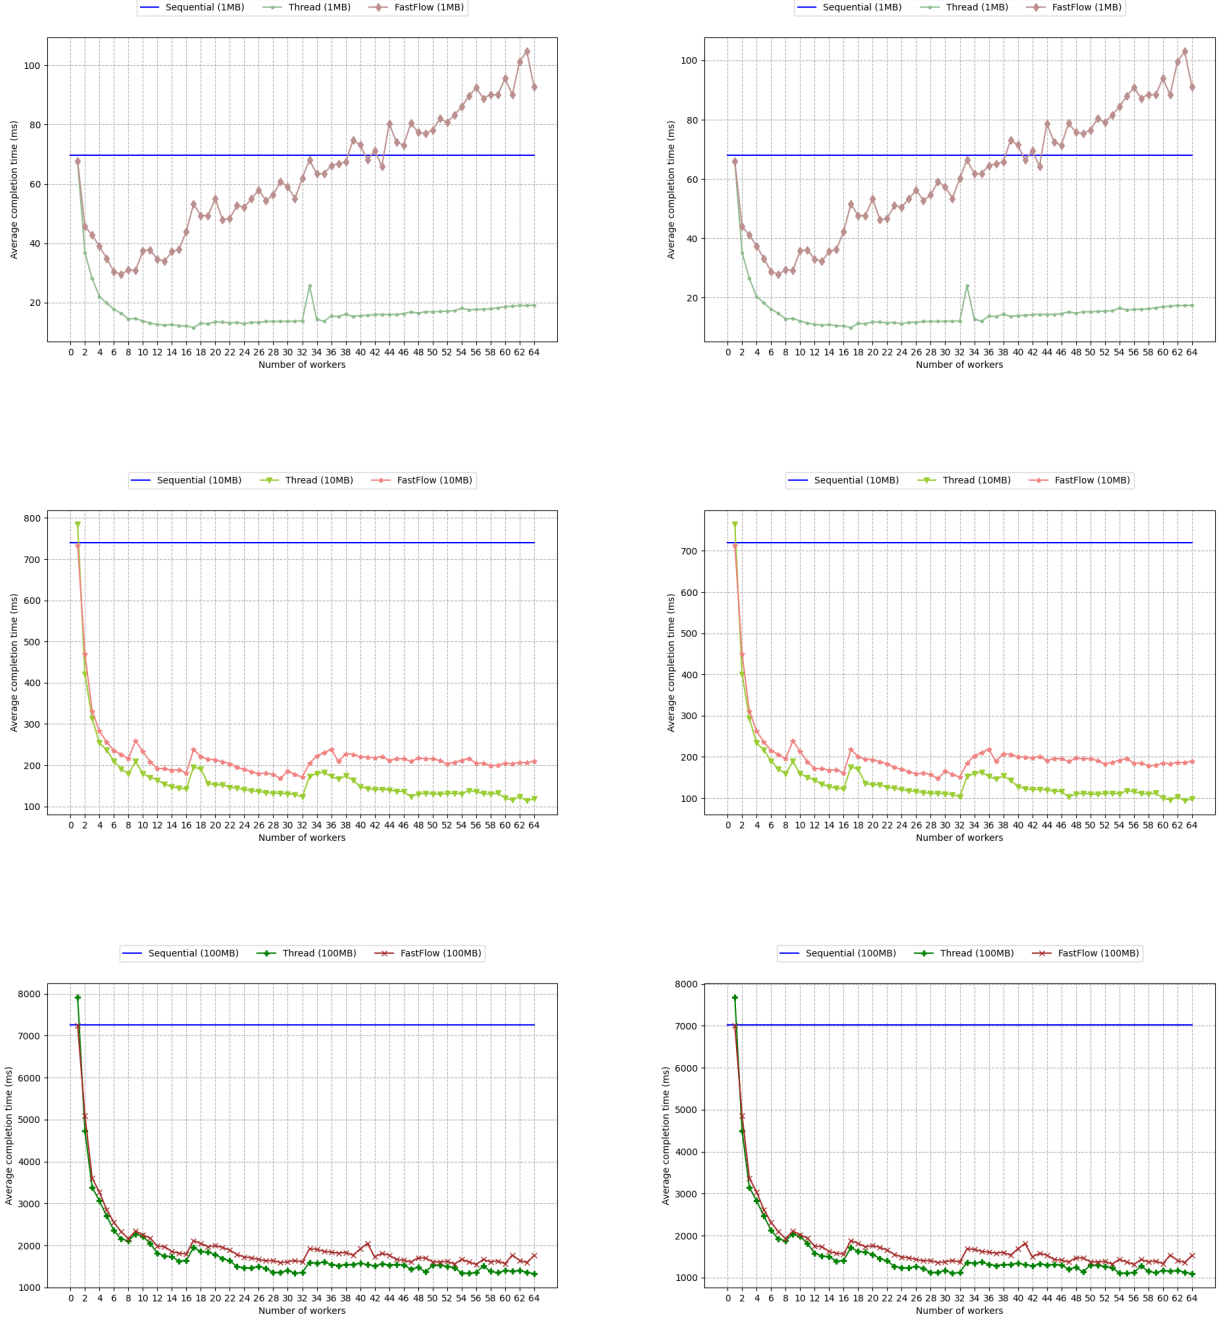 Sequential (1MB) Thread (1MB) FastFlow (1MB)
Sequential (1MB) Thread (1MB) FastFlow (1MB)
Average completion time (ms)
100
80
60
40
20
0 2 4 6 8 10 12 14 16 18 20 22 24 26 28 30 32 34 36 38 40 42 44 46 48 50 52 54 56 58 60 62 64
Number of workers
Average completion time (ms)
100
80
60
40
20
0 2 4 6 8 10 12 14 16 18 20 22 24 26 28 30 32 34 36 38 40 42 44 46 48 50 52 54 56 58 60 62 64
Number of workers
Sequential (10MB) Thread (10MB) FastFlow (10MB)
Sequential (10MB) Thread (10MB) FastFlow (10MB)
Average completion time (ms)
800
700
600
500
400
300
200
100
0 2 4 6 8 10 12 14 16 18 20 22 24 26 28 30 32 34 36 38 40 42 44 46 48 50 52 54 56 58 60 62 64
Number of workers
Average completion time (ms)
700
600
500
400
300
200
100
0 2 4 6 8 10 12 14 16 18 20 22 24 26 28 30 32 34 36 38 40 42 44 46 48 50 52 54 56 58 60 62 64
Number of workers
Sequential (100MB) Thread (100MB) FastFlow (100MB)
Sequential (100MB) Thread (100MB) FastFlow (100MB)
Average completion time (ms)
8000
7000
6000
5000
4000
3000
2000
1000
0 2 4 6 8 10 12 14 16 18 20 22 24 26 28 30 32 34 36 38 40 42 44 46 48 50 52 54 56 58 60 62 64
Number of workers
Average completion time (ms)
8000
7000
6000
5000
4000
3000
2000
1000
0 2 4 6 8 10 12 14 16 18 20 22 24 26 28 30 32 34 36 38 40 42 44 46 48 50 52 54 56 58 60 62 64
Number of workers